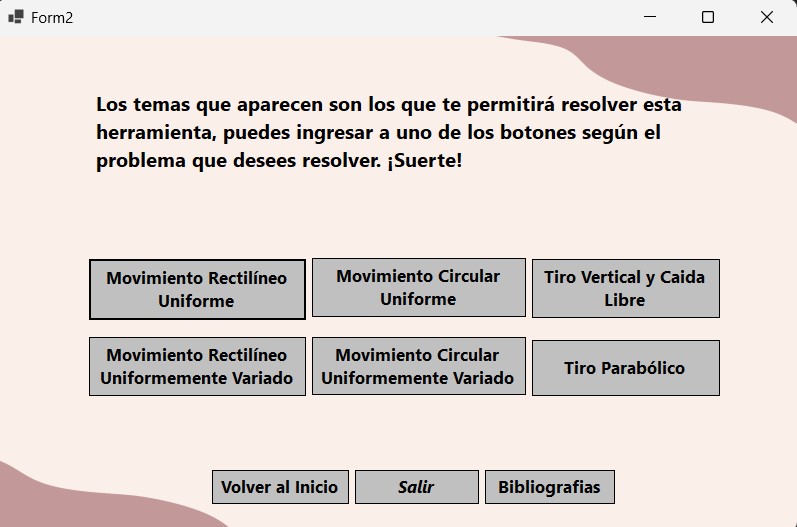 Form2
Los temas que aparecen son los que te permitirá resolver esta
herramienta, puedes ingresar a uno de los botones según el
problema que desees resolver. ¡Suerte!
Movimiento Rectilíneo
Uniforme
Movimiento Circular
Uniforme
Tiro Vertical y Caida
Libre
Movimiento Rectilíneo
Uniformemente Variado
Movimiento Circular
Uniformemente Variado
Tiro Parabólico
Volver al Inicio
Salir
Bibliografias